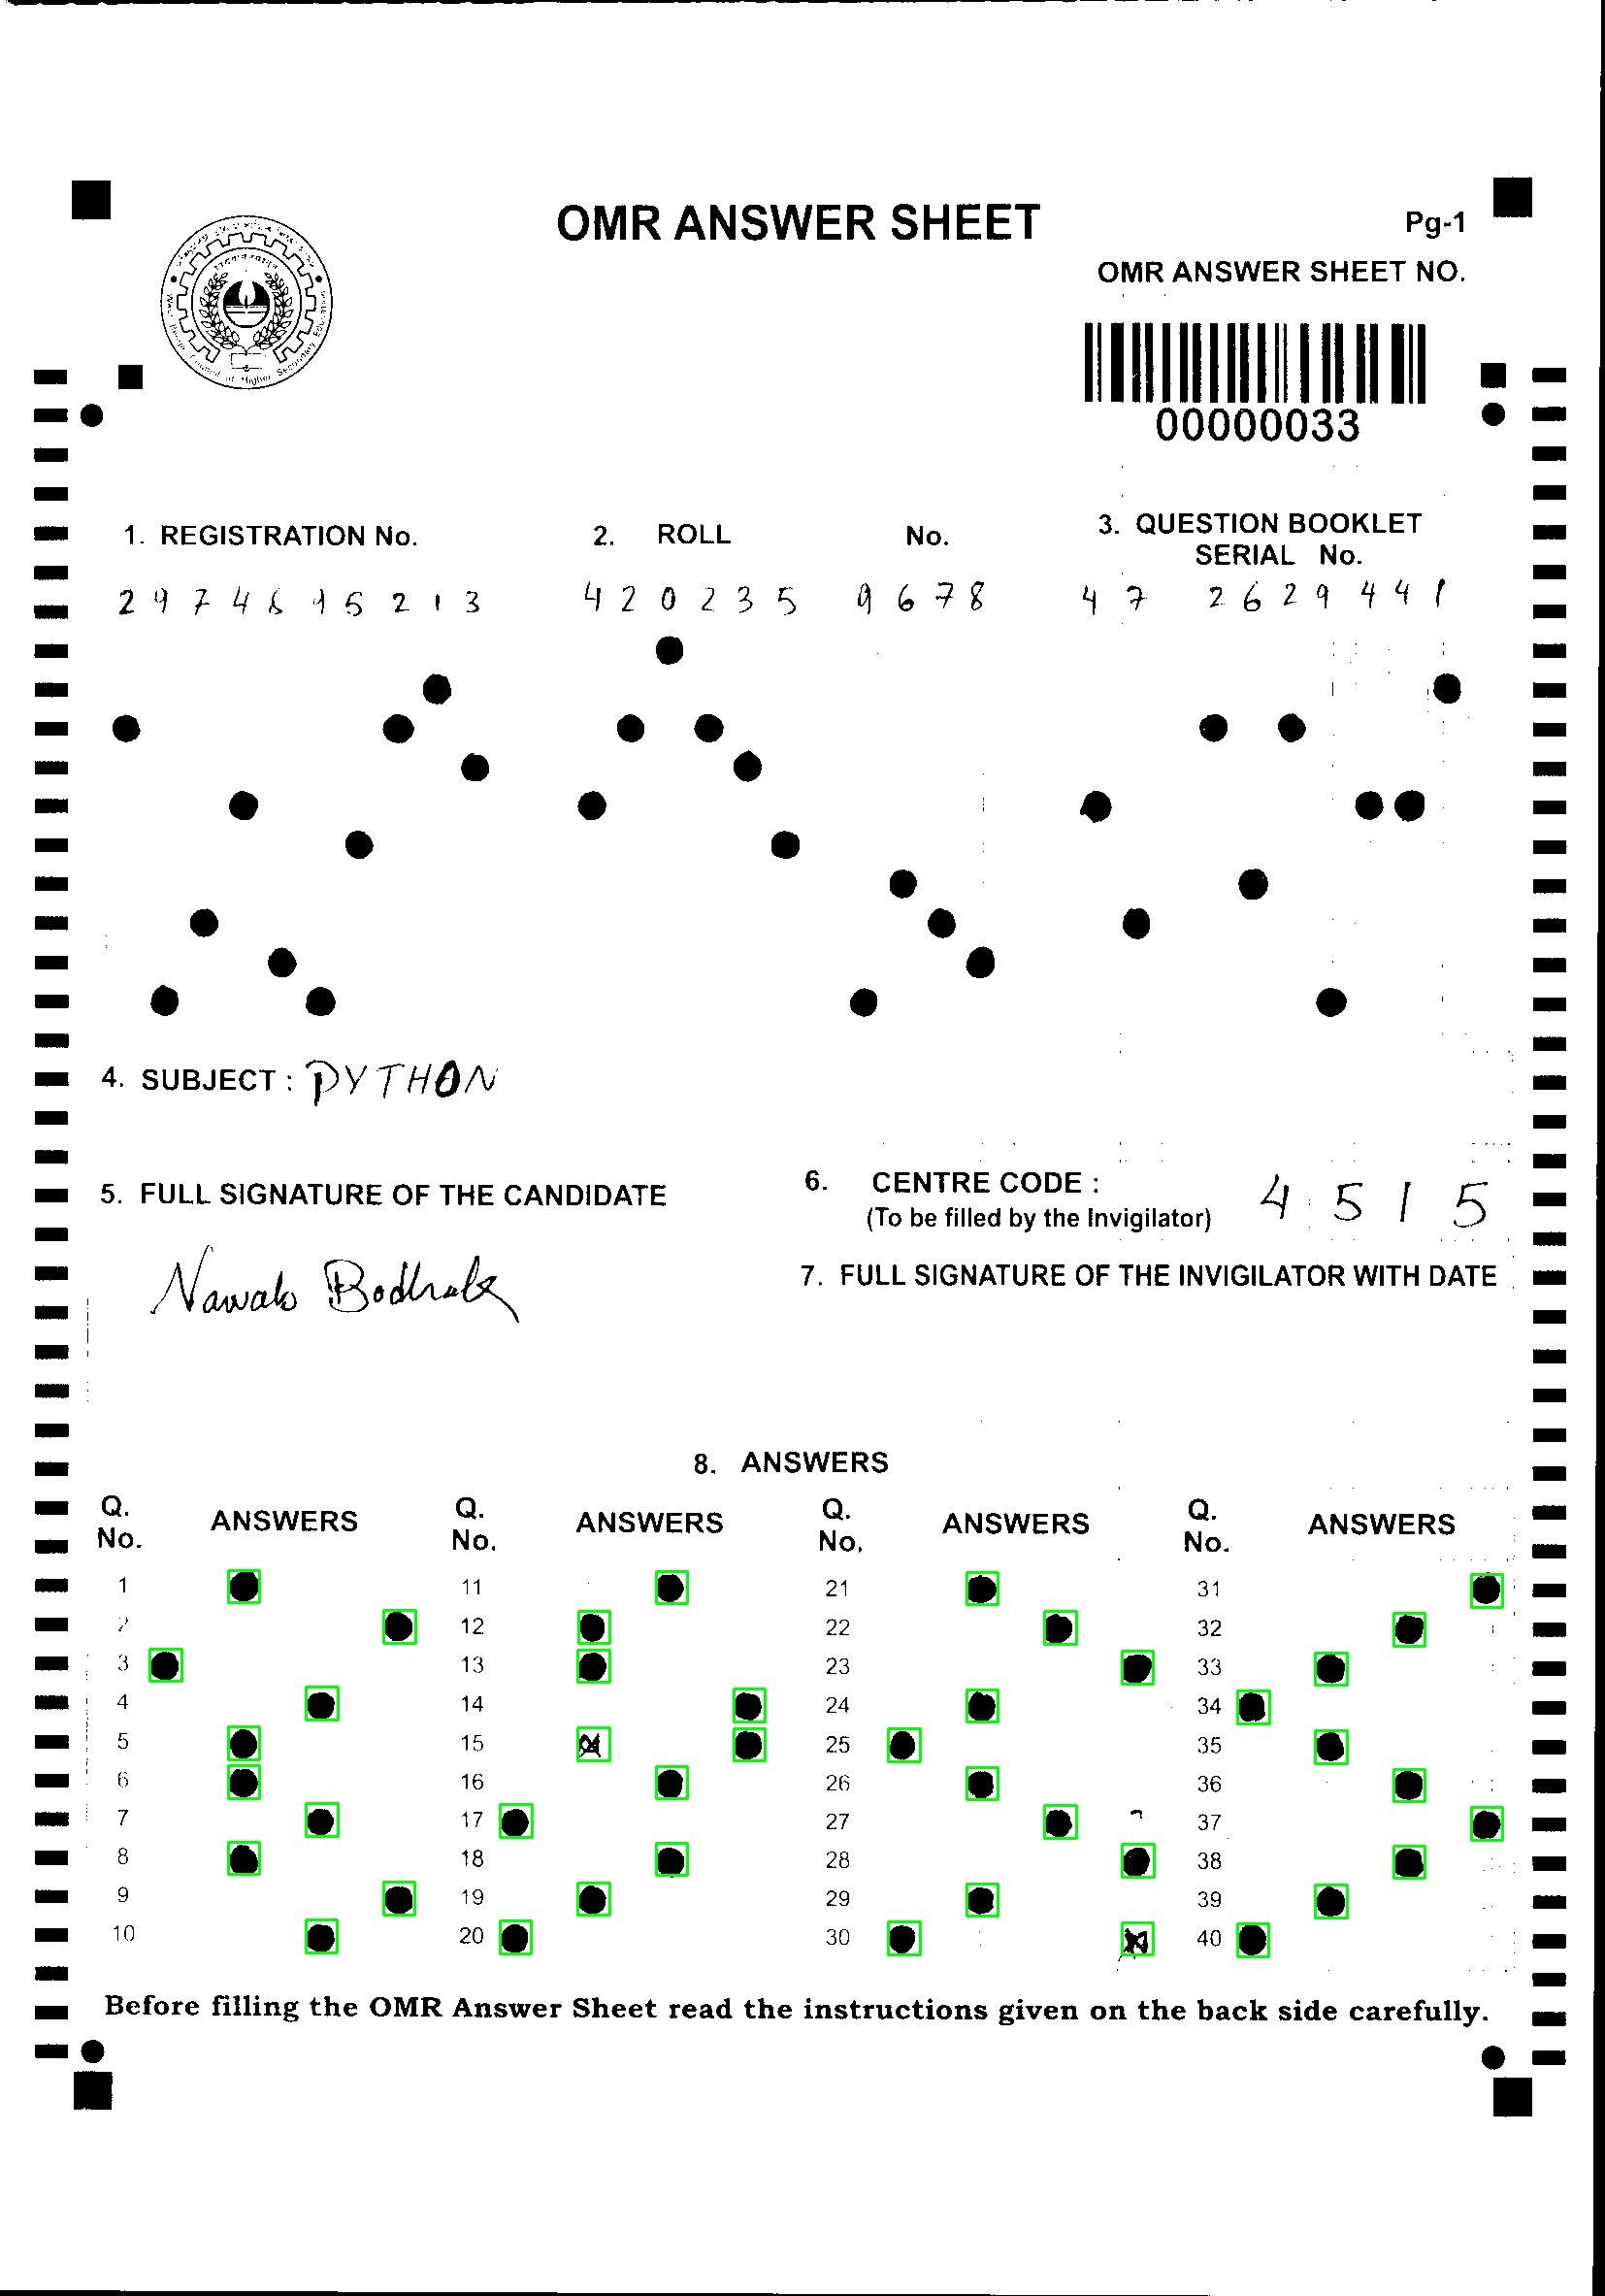 OMR ANSWER SHEET
Pg-1
OMR ANSWER SHEET NO.
00000033
1. REGISTRATION No. 2. ROLL No. 3. QUESTION BOOKLET
SERIAL No.
2 9 7 4 8 9 5 2 1 3 4 2 0 2 3 5 9 6 7 8 4 7 2 6 2 9 4 4 1
4. SUBJECT : PYTHON
5. FULL SIGNATURE OF THE CANDIDATE
6. CENTRE CODE : 4 5 1 5
(To be filled by the Invigilator)
7. FULL SIGNATURE OF THE INVIGILATOR WITH DATE
8. ANSWERS
Q. No. ANSWERS Q. No. ANSWERS Q. No. ANSWERS Q. No. ANSWERS
1 11 21 31
2 12 22 32
3 13 23 33
4 14 24 34
5 15 25 35
6 16 26 36
7 17 27 37
8 18 28 38
9 19 29 39
10 20 30 40
Before filling the OMR Answer Sheet read the instructions given on the back side carefully.